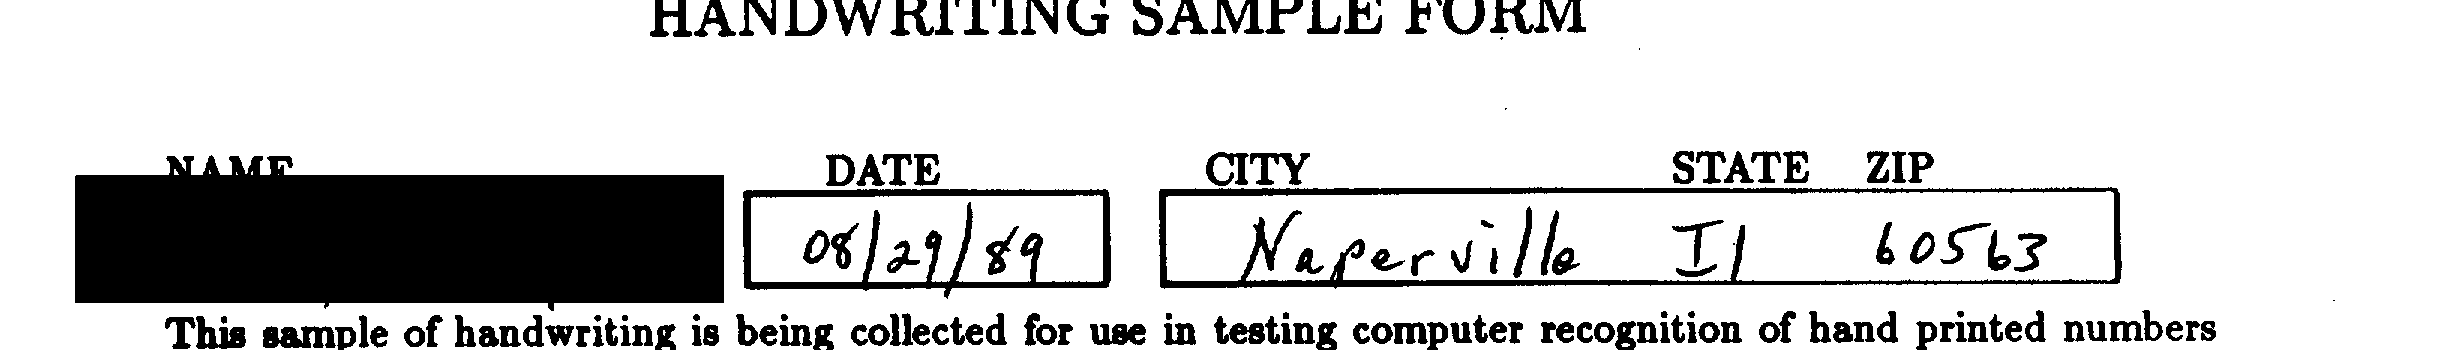 HANDWRITING SAMPLE FORM
NAME DATE CITY STATE ZIP
08/29/89 Naperville Il 60563
This sample of handwriting is being collected for use in testing computer recognition of hand printed numbers